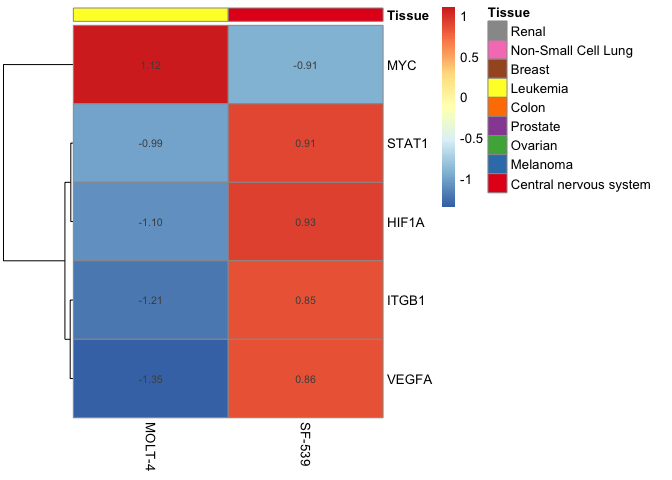 Tissue
MYC
STAT1
HIF1A
ITGB1
VEGFA
1.12 -0.91
-0.99 0.91
-1.10 0.93
-1.21 0.85
-1.35 0.86
MOLT-4
SF-539
1
0.5
0
-0.5
-1
Tissue
Renal
Non-Small Cell Lung
Breast
Leukemia
Colon
Prostate
Ovarian
Melanoma
Central nervous system